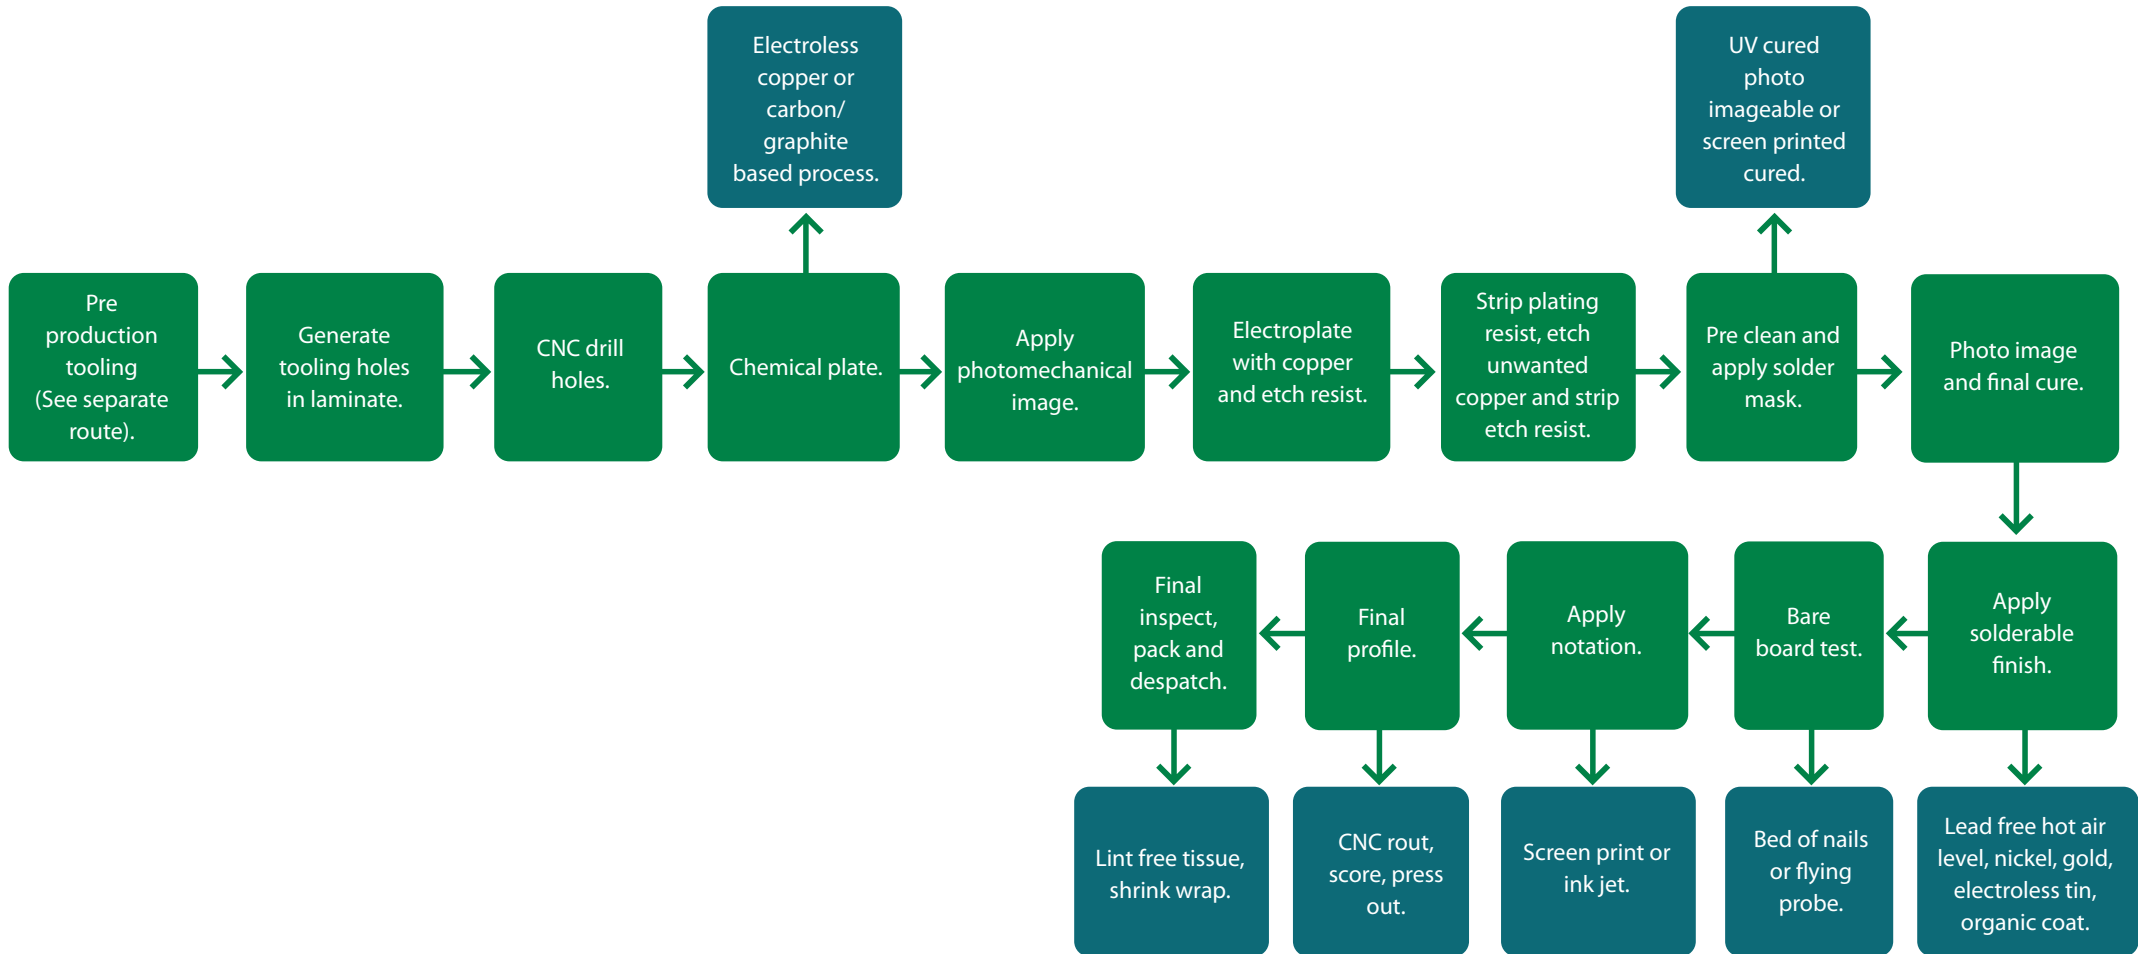 Electroless
copper or
carbon/
graphite
based process.
UV cured
photo
imageable or
screen printed
cured.
Pre
production
tooling
(See separate
route).
Generate
tooling holes
in laminate.
CNC drill
holes.
Chemical plate.
Apply
photomechanical
image.
Electroplate
with copper
and etch resist.
Strip plating
resist, etch
unwanted
copper and strip
etch resist.
Pre clean and
apply solder
mask.
Photo image
and final cure.
Final
inspect,
pack and
despatch.
Final
profile.
Apply
notation.
Bare
board test.
Apply
solderable
finish.
Lint free tissue,
shrink wrap.
CNC rout,
score, press
out.
Screen print or
ink jet.
Bed of nails
or flying
probe.
Lead free hot air
level, nickel, gold,
electroless tin,
organic coat.